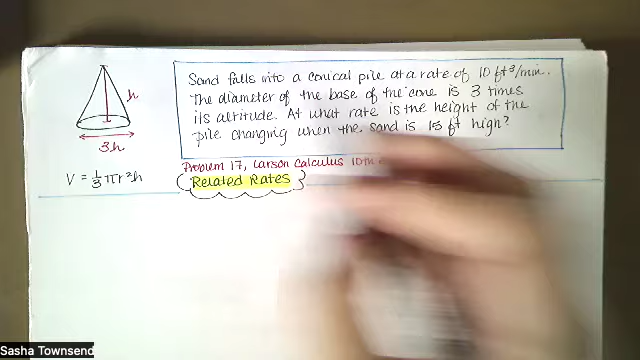 Sand falls into a conical pile at a rate of 10 ft³/min.
The diameter of the base of the cone is 3 times
its altitude. At what rate is the height of the
pile changing when the sand is 15 ft high?
h
3h
Problem 17, Larson Calculus 10th
V = 1/3 πr²h
Related Rates
Sasha Townsend